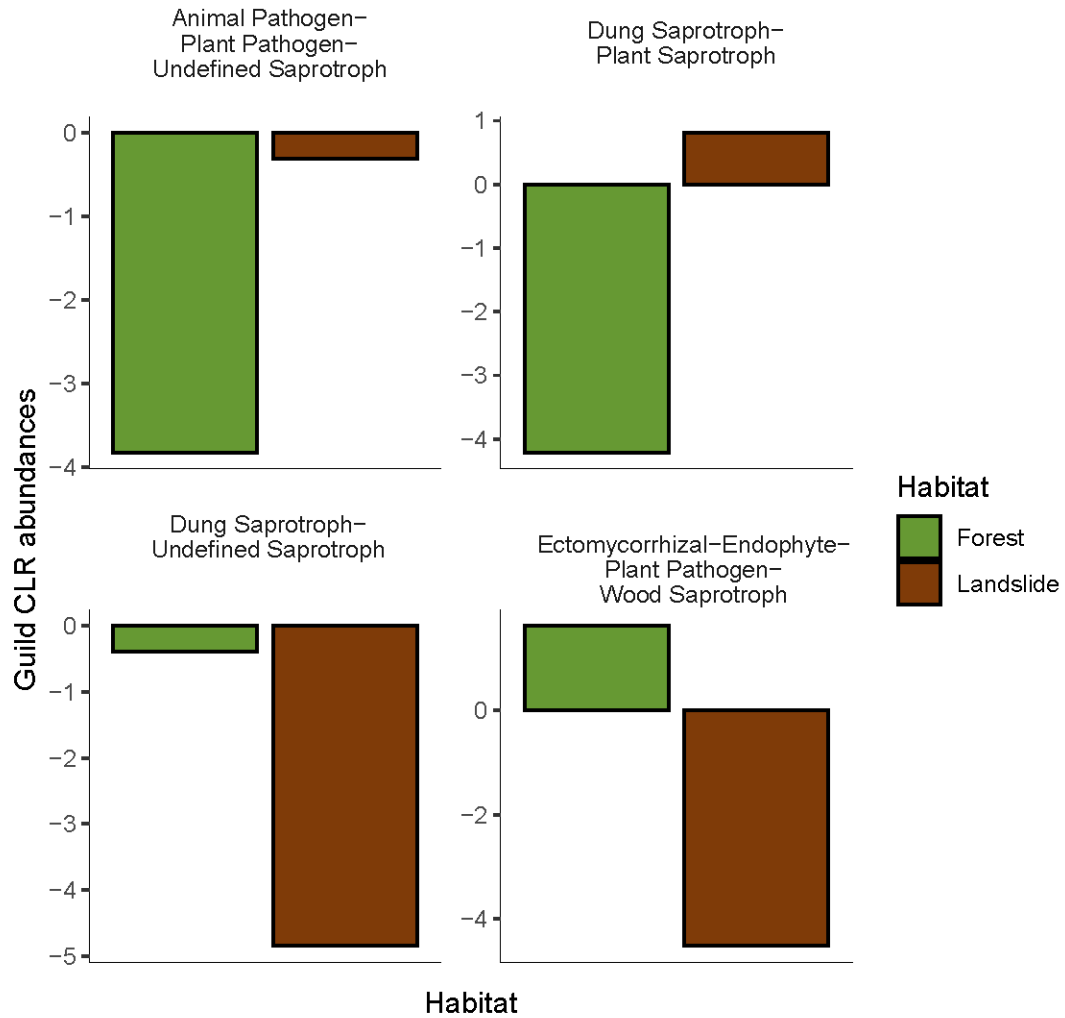 Animal Pathogen−
Plant Pathogen−
Undefined Saprotroph
Dung Saprotroph−
Plant Saprotroph
0
−1
−2
−3
−4
1
0
−1
−2
−3
−4
Guild CLR abundances
Dung Saprotroph−
Undefined Saprotroph
Ectomycorrhizal−Endophyte−
Plant Pathogen−
Wood Saprotroph
0
−1
−2
−3
−4
−5
0
−2
−4
Habitat
Habitat
Forest
Landslide